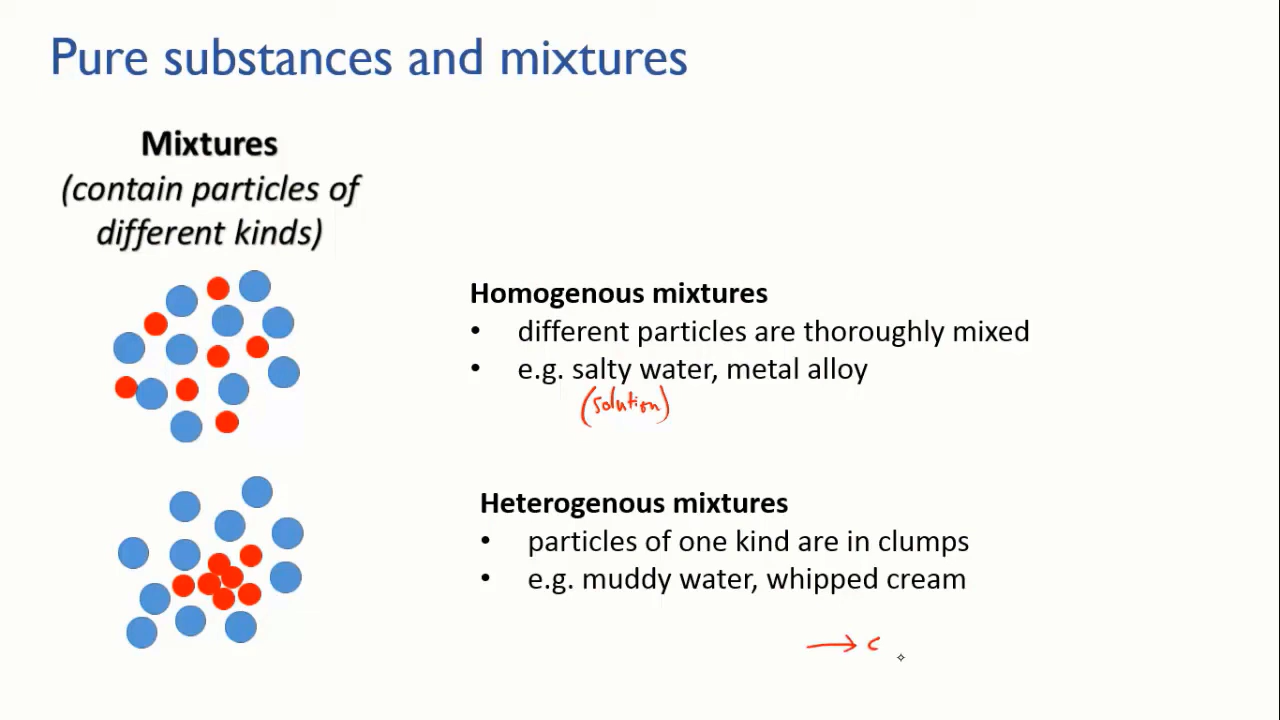 Pure substances and mixtures
Mixtures
(contain particles of
different kinds)
Homogenous mixtures
• different particles are thoroughly mixed
• e.g. salty water, metal alloy
(solution)
Heterogenous mixtures
• particles of one kind are in clumps
• e.g. muddy water, whipped cream
→ c